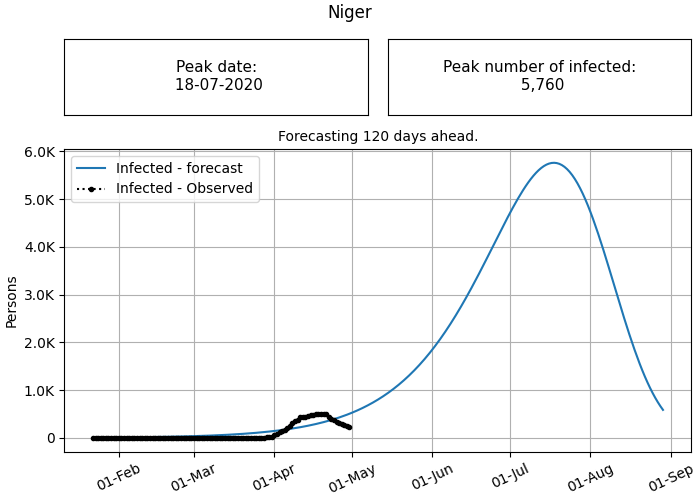 Niger
Peak date:
18-07-2020
Peak number of infected:
5,760
Forecasting 120 days ahead.
6.0K
5.0K
4.0K
3.0K
2.0K
1.0K
0
Persons
Infected - forecast
Infected - Observed
01-Feb
01-Mar
01-Apr
01-May
01-Jun
01-Jul
01-Aug
01-Sep